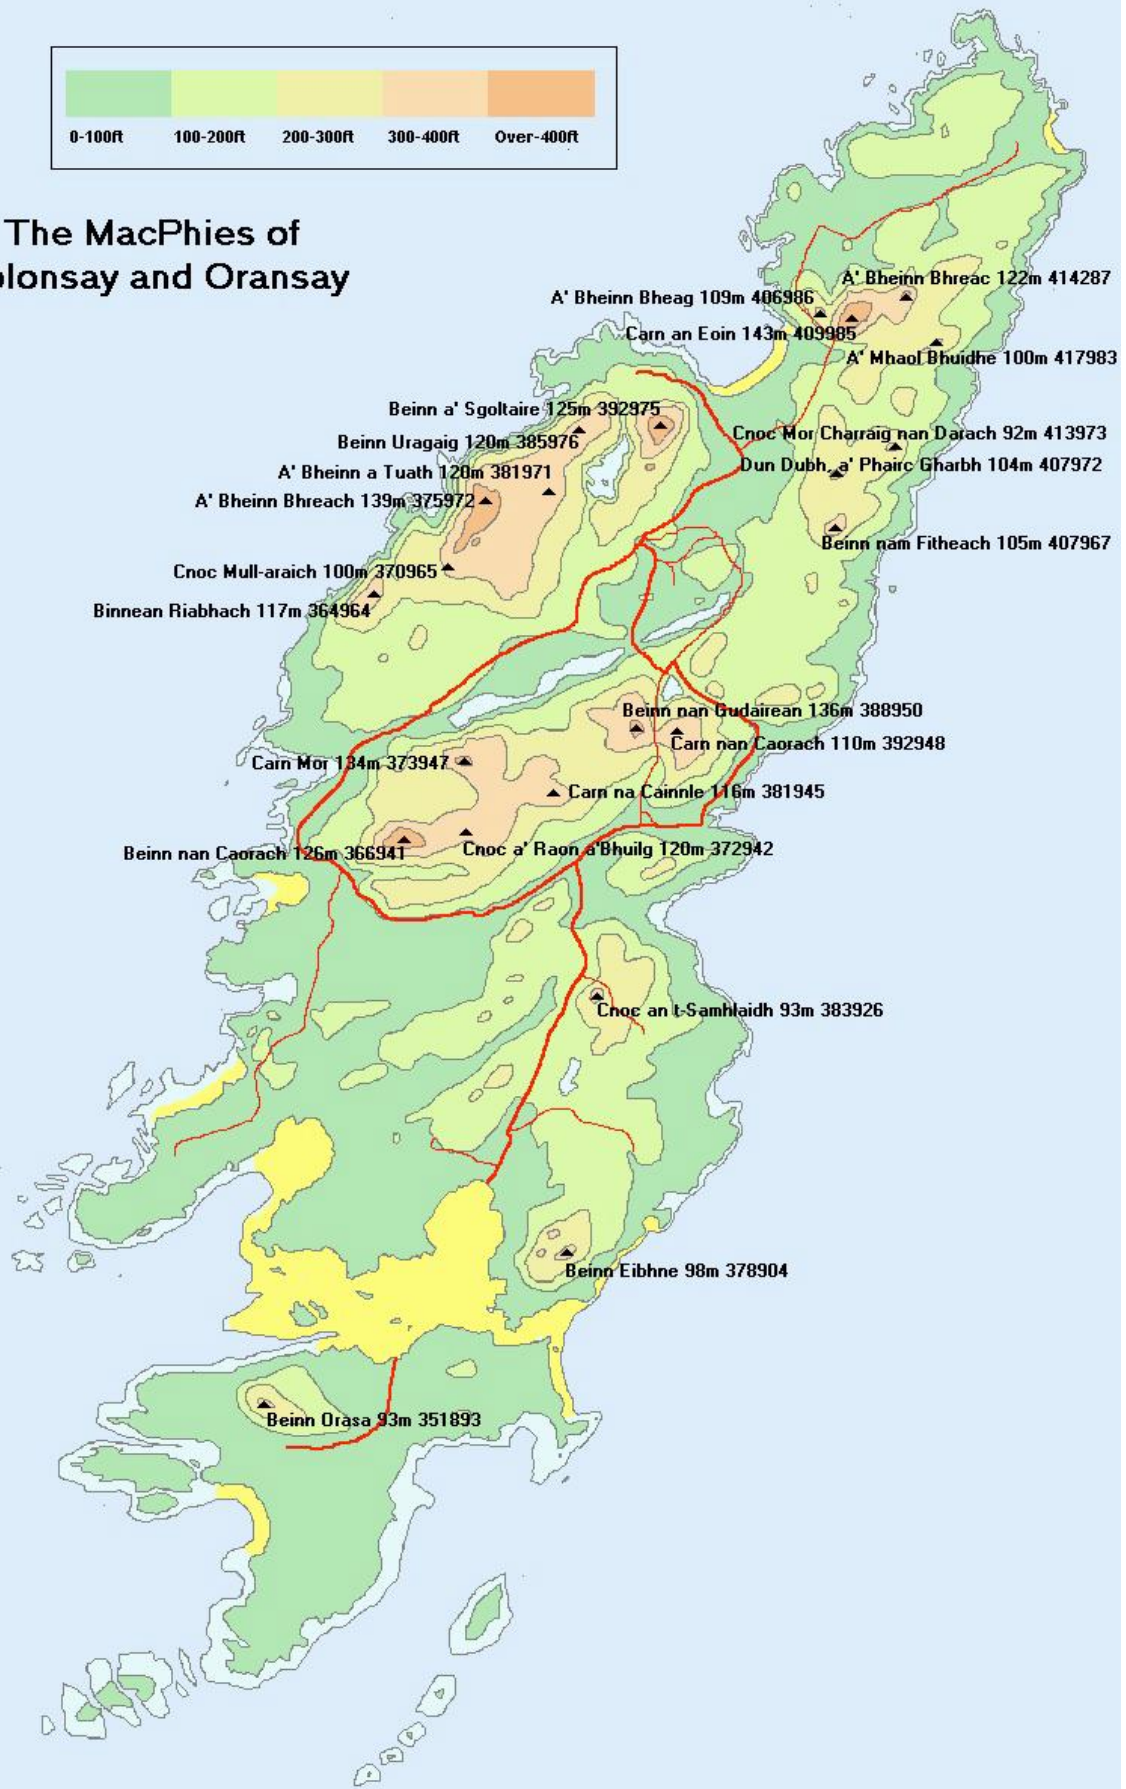 0-100ft 100-200ft 200-300ft 300-400ft Over-400ft
The MacPhies of
olonsay and Oransay
A' Bheinn Bhreac 122m 414287
A' Bheinn Bheag 109m 406986
Carn an Eoin 143m 409985
A' Mhaol Bhuidhe 100m 417983
Beinn a' Sgoltaire 125m 392975
Cnoc Mor Charraig nan Darach 92m 413973
Beinn Uragaig 120m 385976
Dun Dubh, a' Phairc Gharbh 104m 407972
A' Bheinn a Tuath 120m 381971
A' Bheinn Bhreach 139m 375972
Beinn nam Fitheach 105m 407967
Cnoc Mull-araich 100m 370965
Binnean Riabhach 117m 364964
Beinn nan Gudairean 136m 388950
Carn nan Caorach 110m 392948
Carn Mor 134m 373947
Carn na Cainnle 116m 381945
Cnoc a' Raon a'Bhuilg 120m 372942
Beinn nan Caorach 126m 366941
Cnoc an t-Samhlaidh 93m 383926
Beinn Eibhne 98m 378904
Beinn Orasa 93m 351893